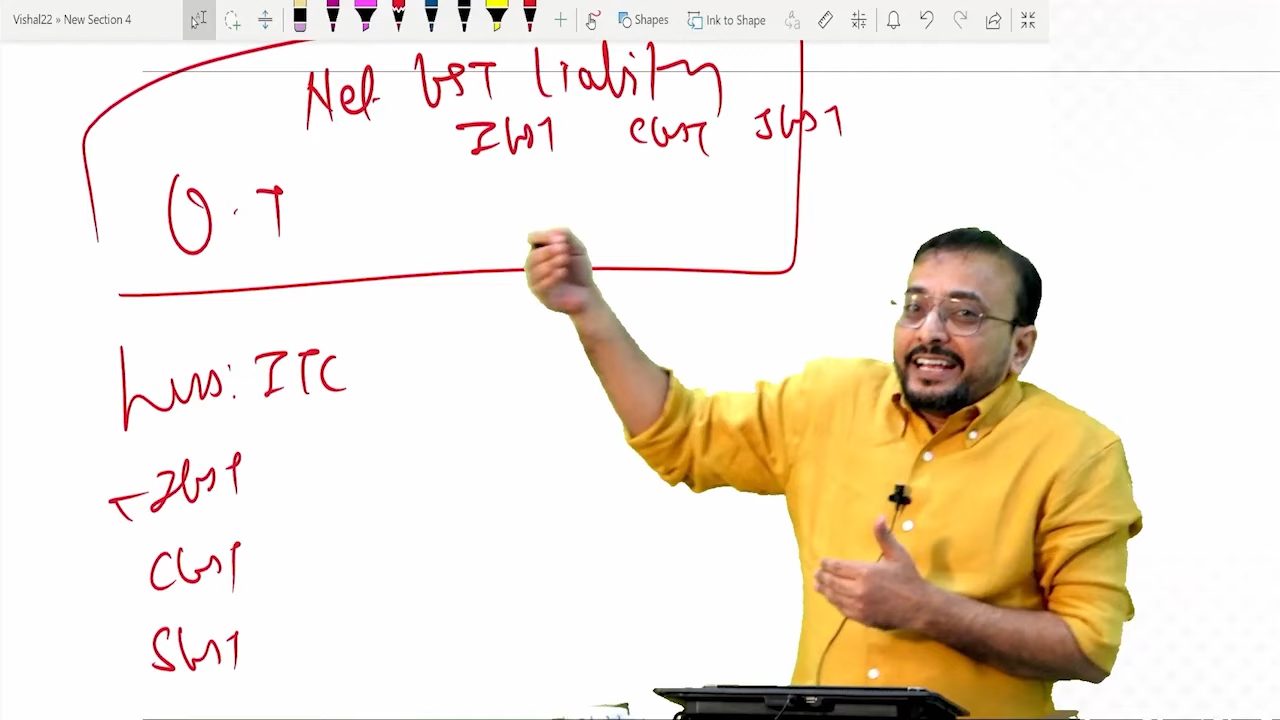 Vishal22 » New Section 4 Shapes Ink to Shape
Net GST liability
IGST CGST SGST
O.T
Less: ITC
- IGST
CGST
SGST